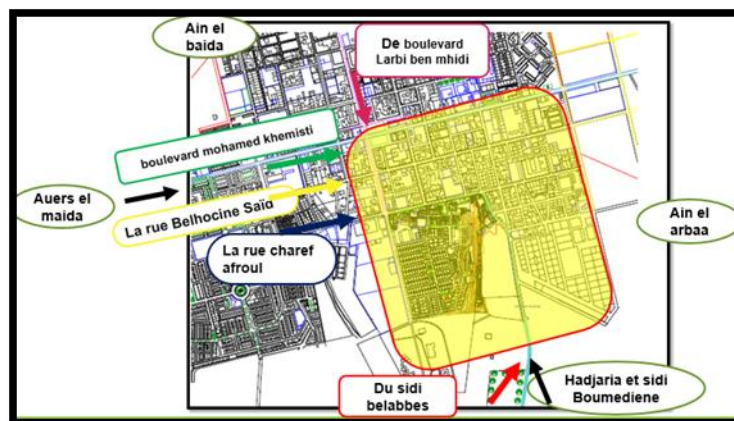 Ain el
baida
De boulevard
Larbi ben mhidi
boulevard mohamed khemisti
Auers el
maida
La rue Belhocine Saïd
La rue charef
afroul
Ain el
arbaa
Du sidi
belabbes
Hadjaria et sidi
Boumediene